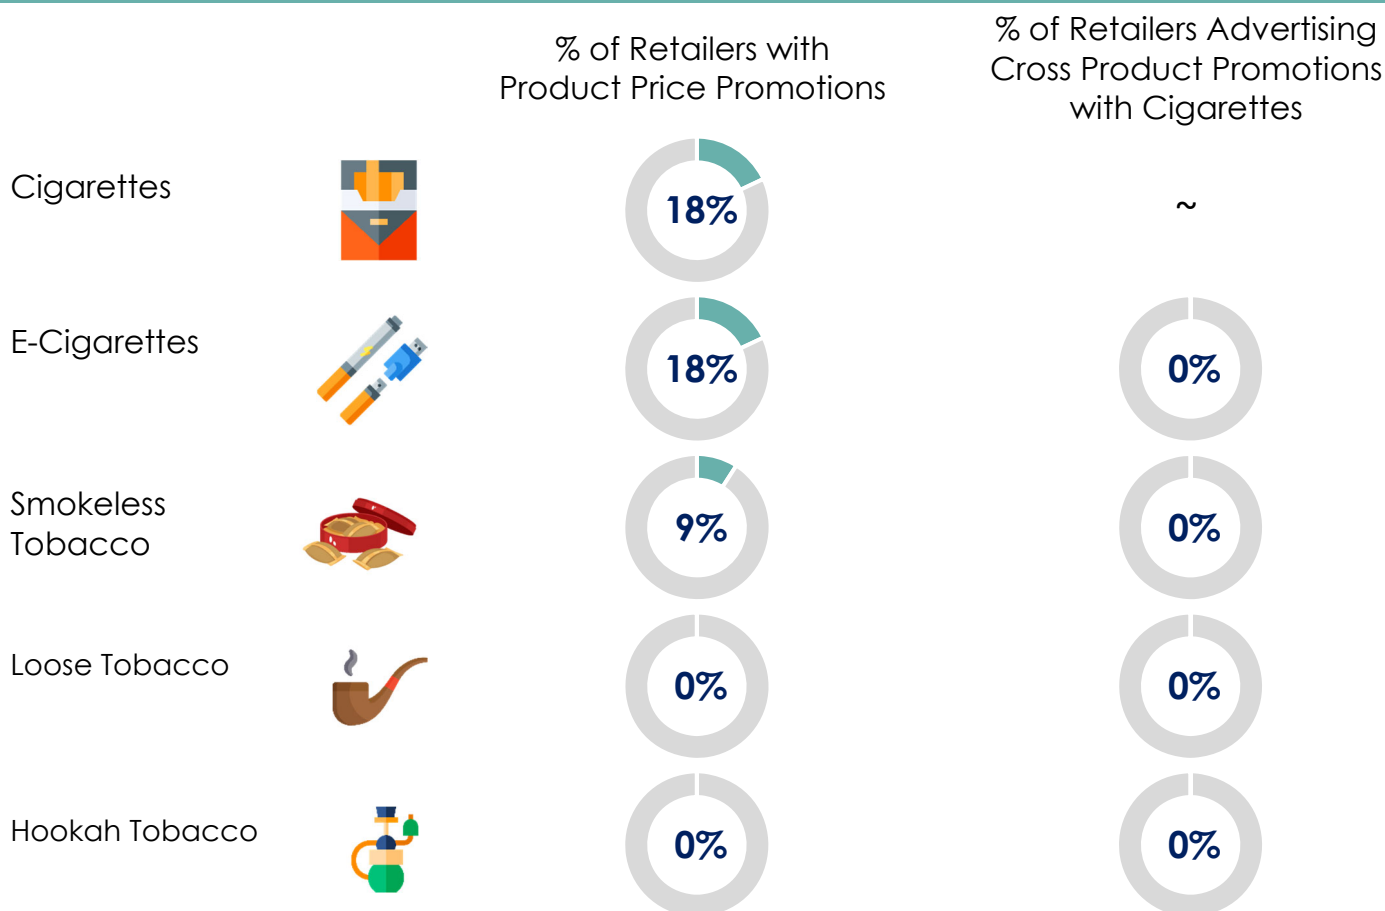 % of Retailers with
Product Price Promotions
% of Retailers Advertising
Cross Product Promotions
with Cigarettes
Cigarettes
18%
~
E-Cigarettes
18%
0%
Smokeless
Tobacco
9%
0%
Loose Tobacco
0%
0%
Hookah Tobacco
0%
0%